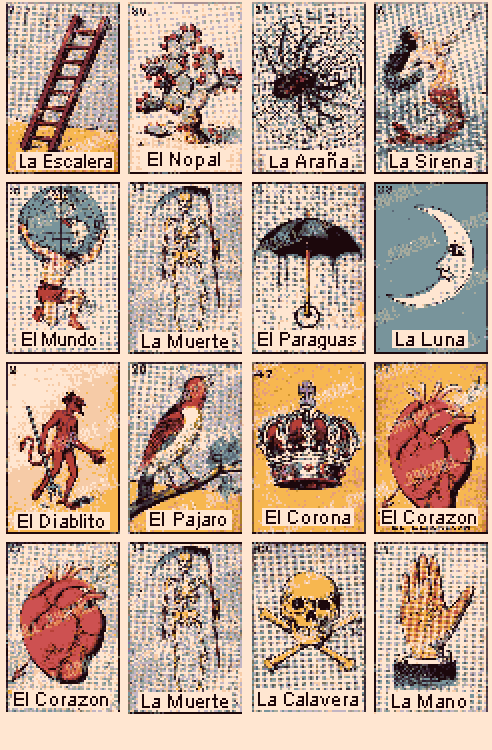 La Escalera
El Nopal
La Araña
La Sirena
El Mundo
La Muerte
El Paraguas
La Luna
El Diablito
El Pajaro
47
El Corona
El Corazon
El Corazon
La Muerte
La Calavera
La Mano